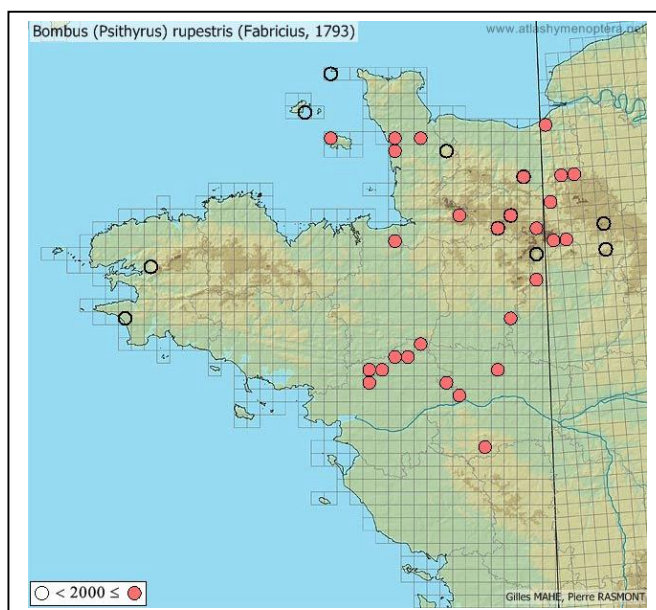 Bombus (Psithyrus) rupestris (Fabricius, 1793)
www.atlashymenoptera.net
< 2000 ≤
Gilles MAHE, Pierre RASMONT